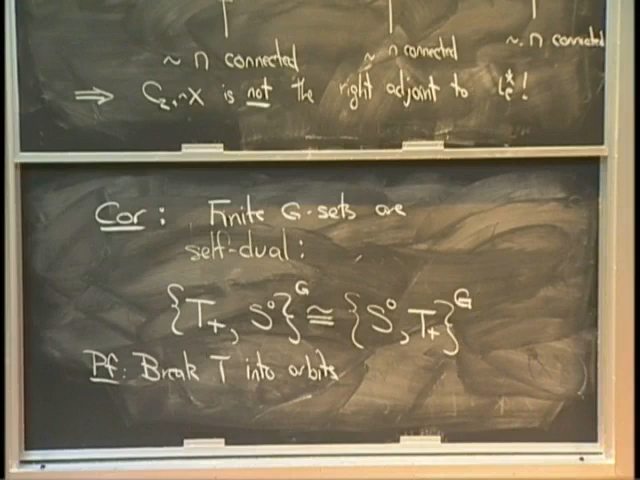 ~ n connected ~ n connected ~ n connected
⟹ C₂₊∧X is not the right adjoint to i*ₑ!
Cor: Finite G-sets are
self-dual:
{T₊, S⁰}ᴳ ≅ {S⁰, T₊}ᴳ
Pf: Break T into orbits